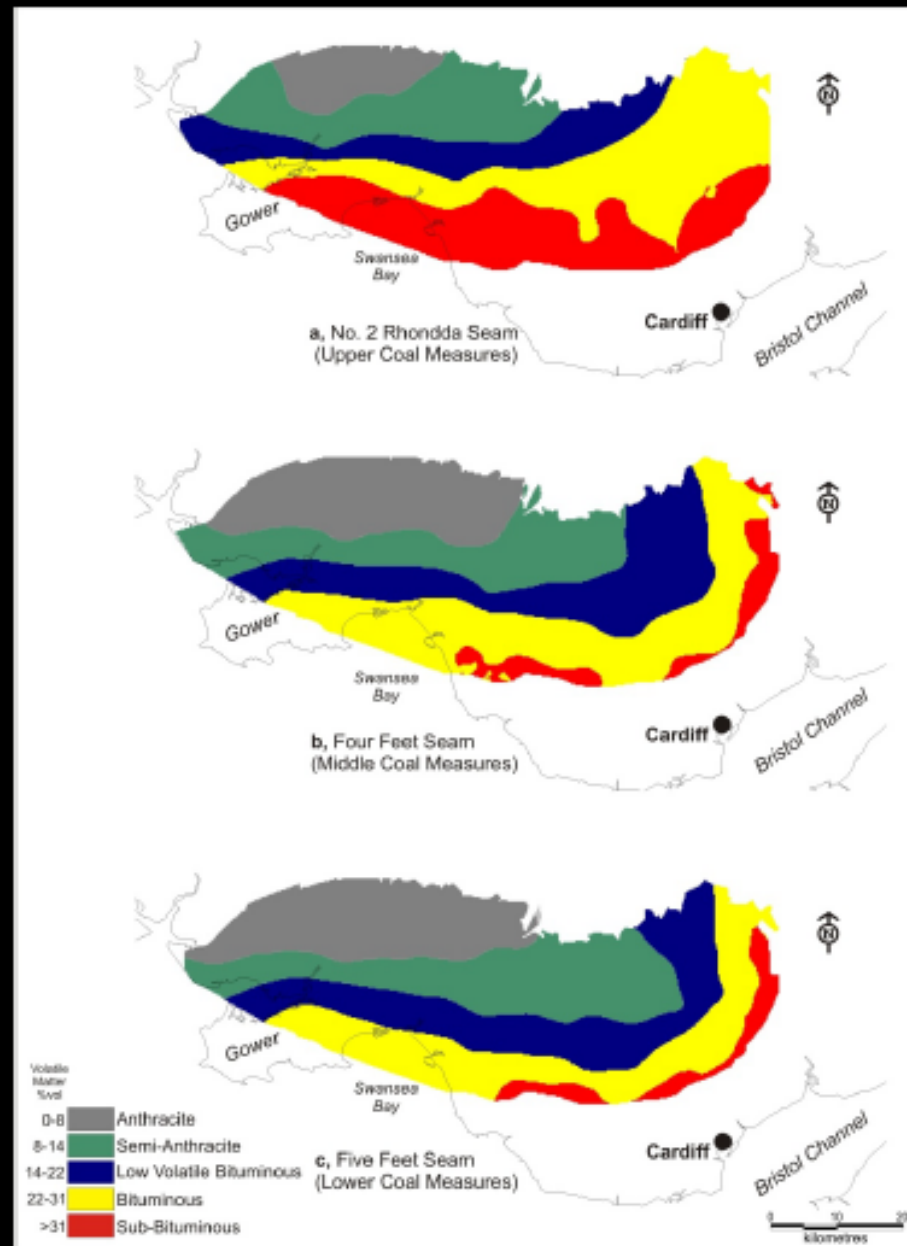 N
Gower
Swansea
Bay
Cardiff
Bristol Channel
a, No. 2 Rhondda Seam
(Upper Coal Measures)
N
Gower
Swansea
Bay
Cardiff
Bristol Channel
b, Four Feet Seam
(Middle Coal Measures)
N
Gower
Swansea
Bay
Cardiff
Bristol Channel
c, Five Feet Seam
(Lower Coal Measures)
Volatile
Matter
%vol
0-8 Anthracite
8-14 Semi-Anthracite
14-22 Low Volatile Bituminous
22-31 Bituminous
>31 Sub-Bituminous
0 10 20
kilometres